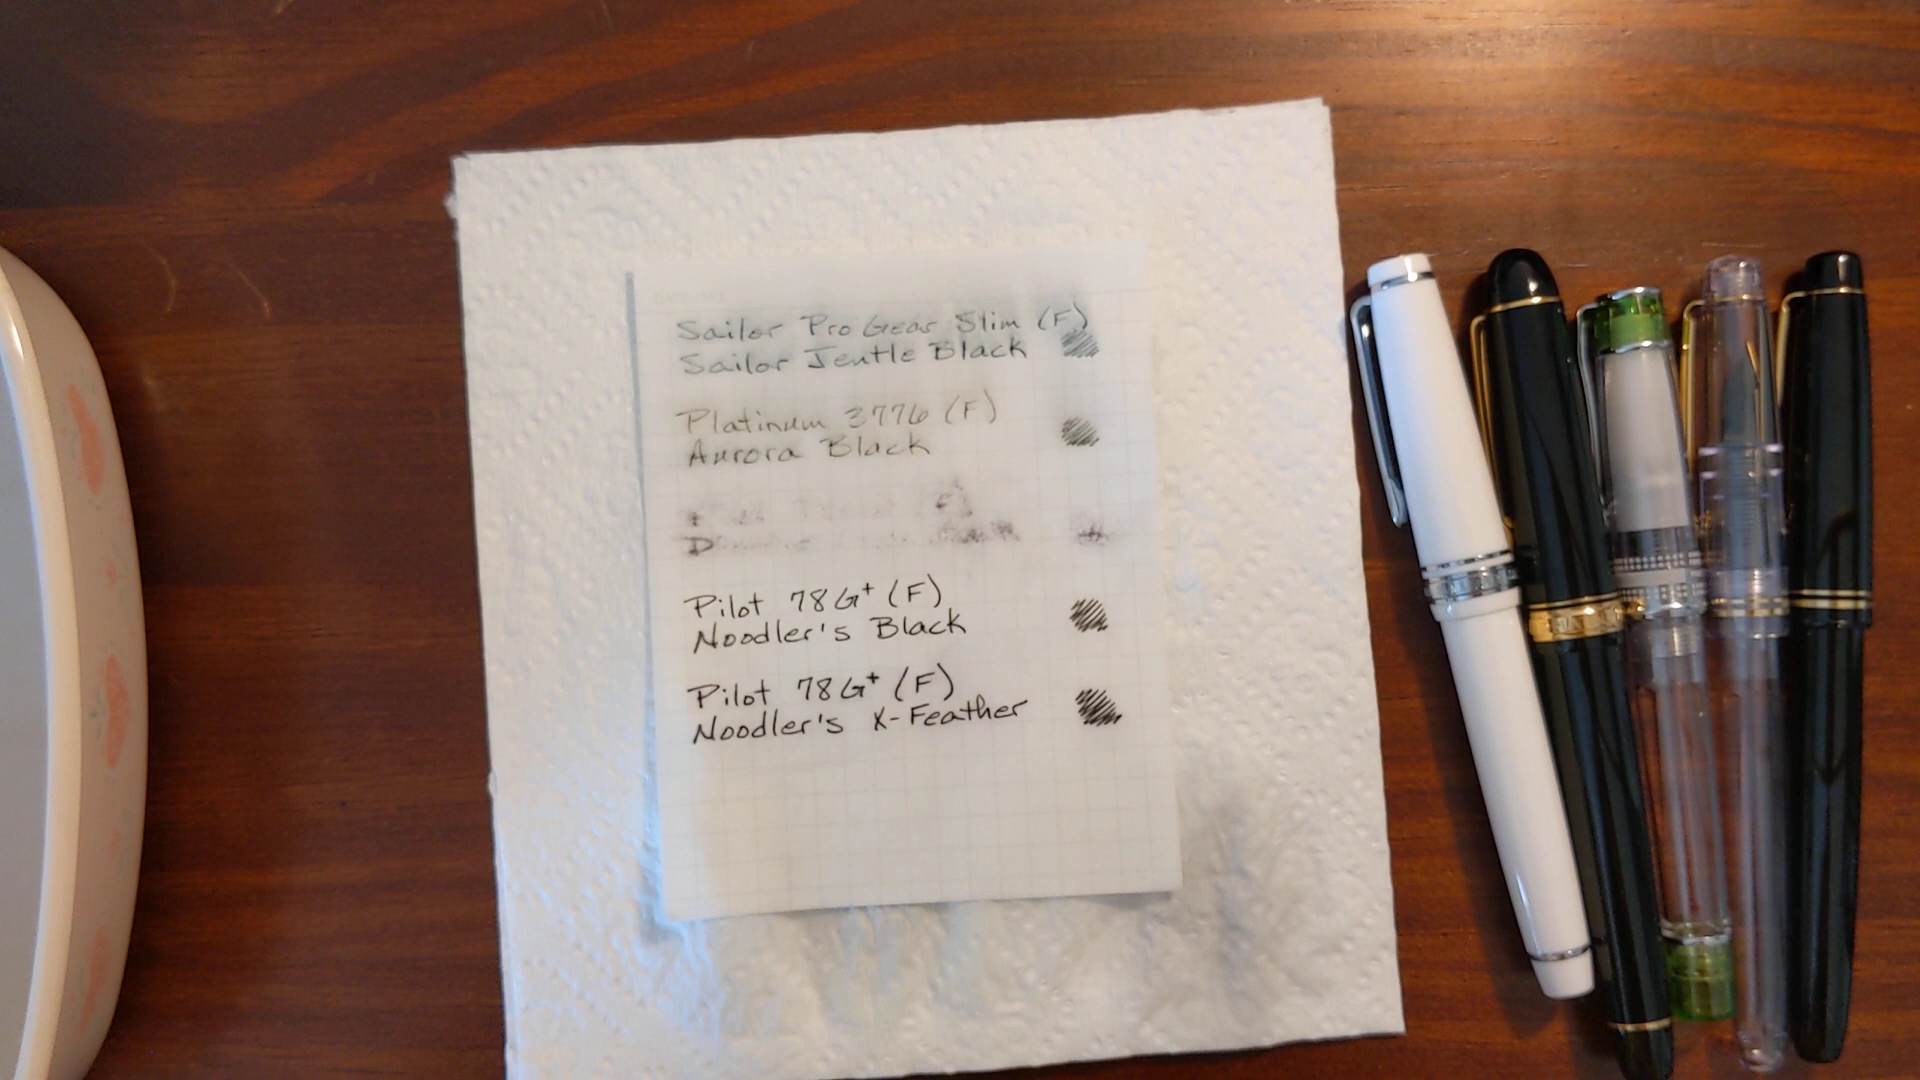 Sailor Pro Gear Slim (F)
Sailor Jentle Black
Platinum 3776 (F)
Aurora Black
Pilot 78G+ (F)
Noodler's Black
Pilot 78G+ (F)
Noodler's X-Feather